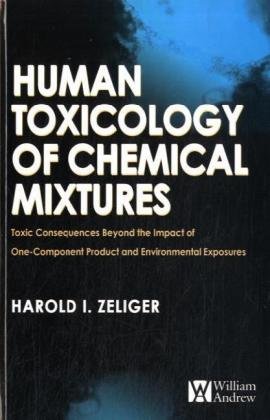 HUMAN
TOXICOLOGY
OF CHEMICAL
MIXTURES
Toxic Consequences Beyond the Impact of
One-Component Product and Environmental Exposures
HAROLD I. ZELIGER
WA
William
Andrew